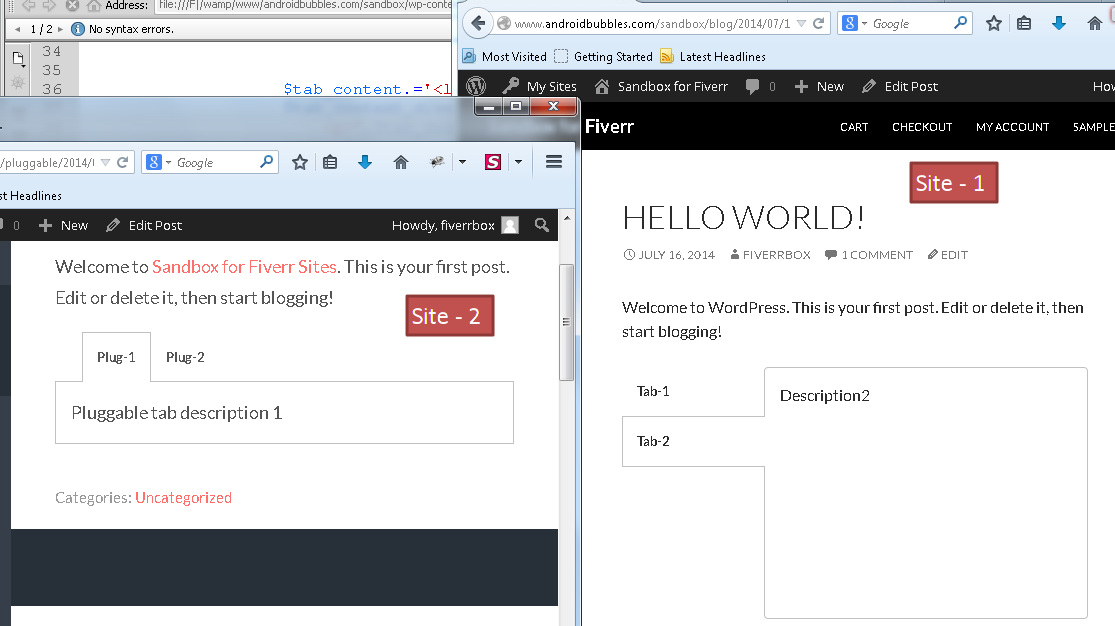 Address: file:///F|/wamp/www/androidbubbles.com/sandbox/wp-conte
1 / 2 No syntax errors.
34
35
36 $tab_content.='<l
/pluggable/2014/ Google
st Headlines
0 New Edit Post Howdy, fiverrbox
Welcome to Sandbox for Fiverr Sites. This is your first post.
Edit or delete it, then start blogging!
Site - 2
Plug-1 Plug-2
Pluggable tab description 1
Categories: Uncategorized
www.androidbubbles.com/sandbox/blog/2014/07/1 Google
Most Visited Getting Started Latest Headlines
My Sites Sandbox for Fiverr 0 New Edit Post How
Fiverr CART CHECKOUT MY ACCOUNT SAMPLE
Site - 1
HELLO WORLD!
JULY 16, 2014 FIVERRBOX 1 COMMENT EDIT
Welcome to WordPress. This is your first post. Edit or delete it, then
start blogging!
Tab-1
Tab-2
Description2